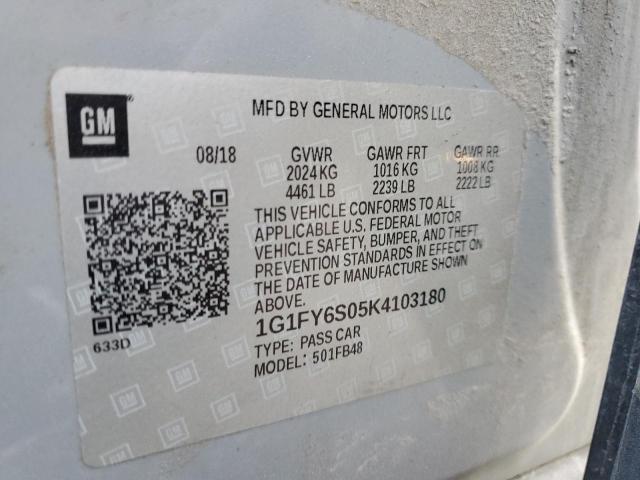 GM
MFD BY GENERAL MOTORS LLC
08/18 GVWR GAWR FRT GAWR RR
2024 KG 1016 KG 1008 KG
4461 LB 2239 LB 2222 LB
THIS VEHICLE CONFORMS TO ALL
APPLICABLE U.S. FEDERAL MOTOR
VEHICLE SAFETY, BUMPER, AND THEFT
PREVENTION STANDARDS IN EFFECT ON
THE DATE OF MANUFACTURE SHOWN
ABOVE.
1G1FY6S05K4103180
633D
TYPE: PASS CAR
MODEL: 501FB48